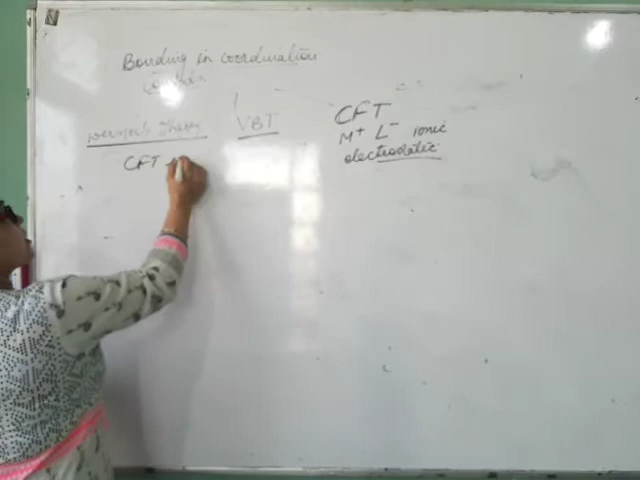 Bonding in coordination
Werner's Theory
VBT
CFT
M+ L- ionic
electrostatic
CFT